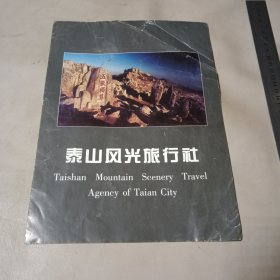 泰山风光旅行社
Taishan Mountain Scenery Travel
Agency of Taian City